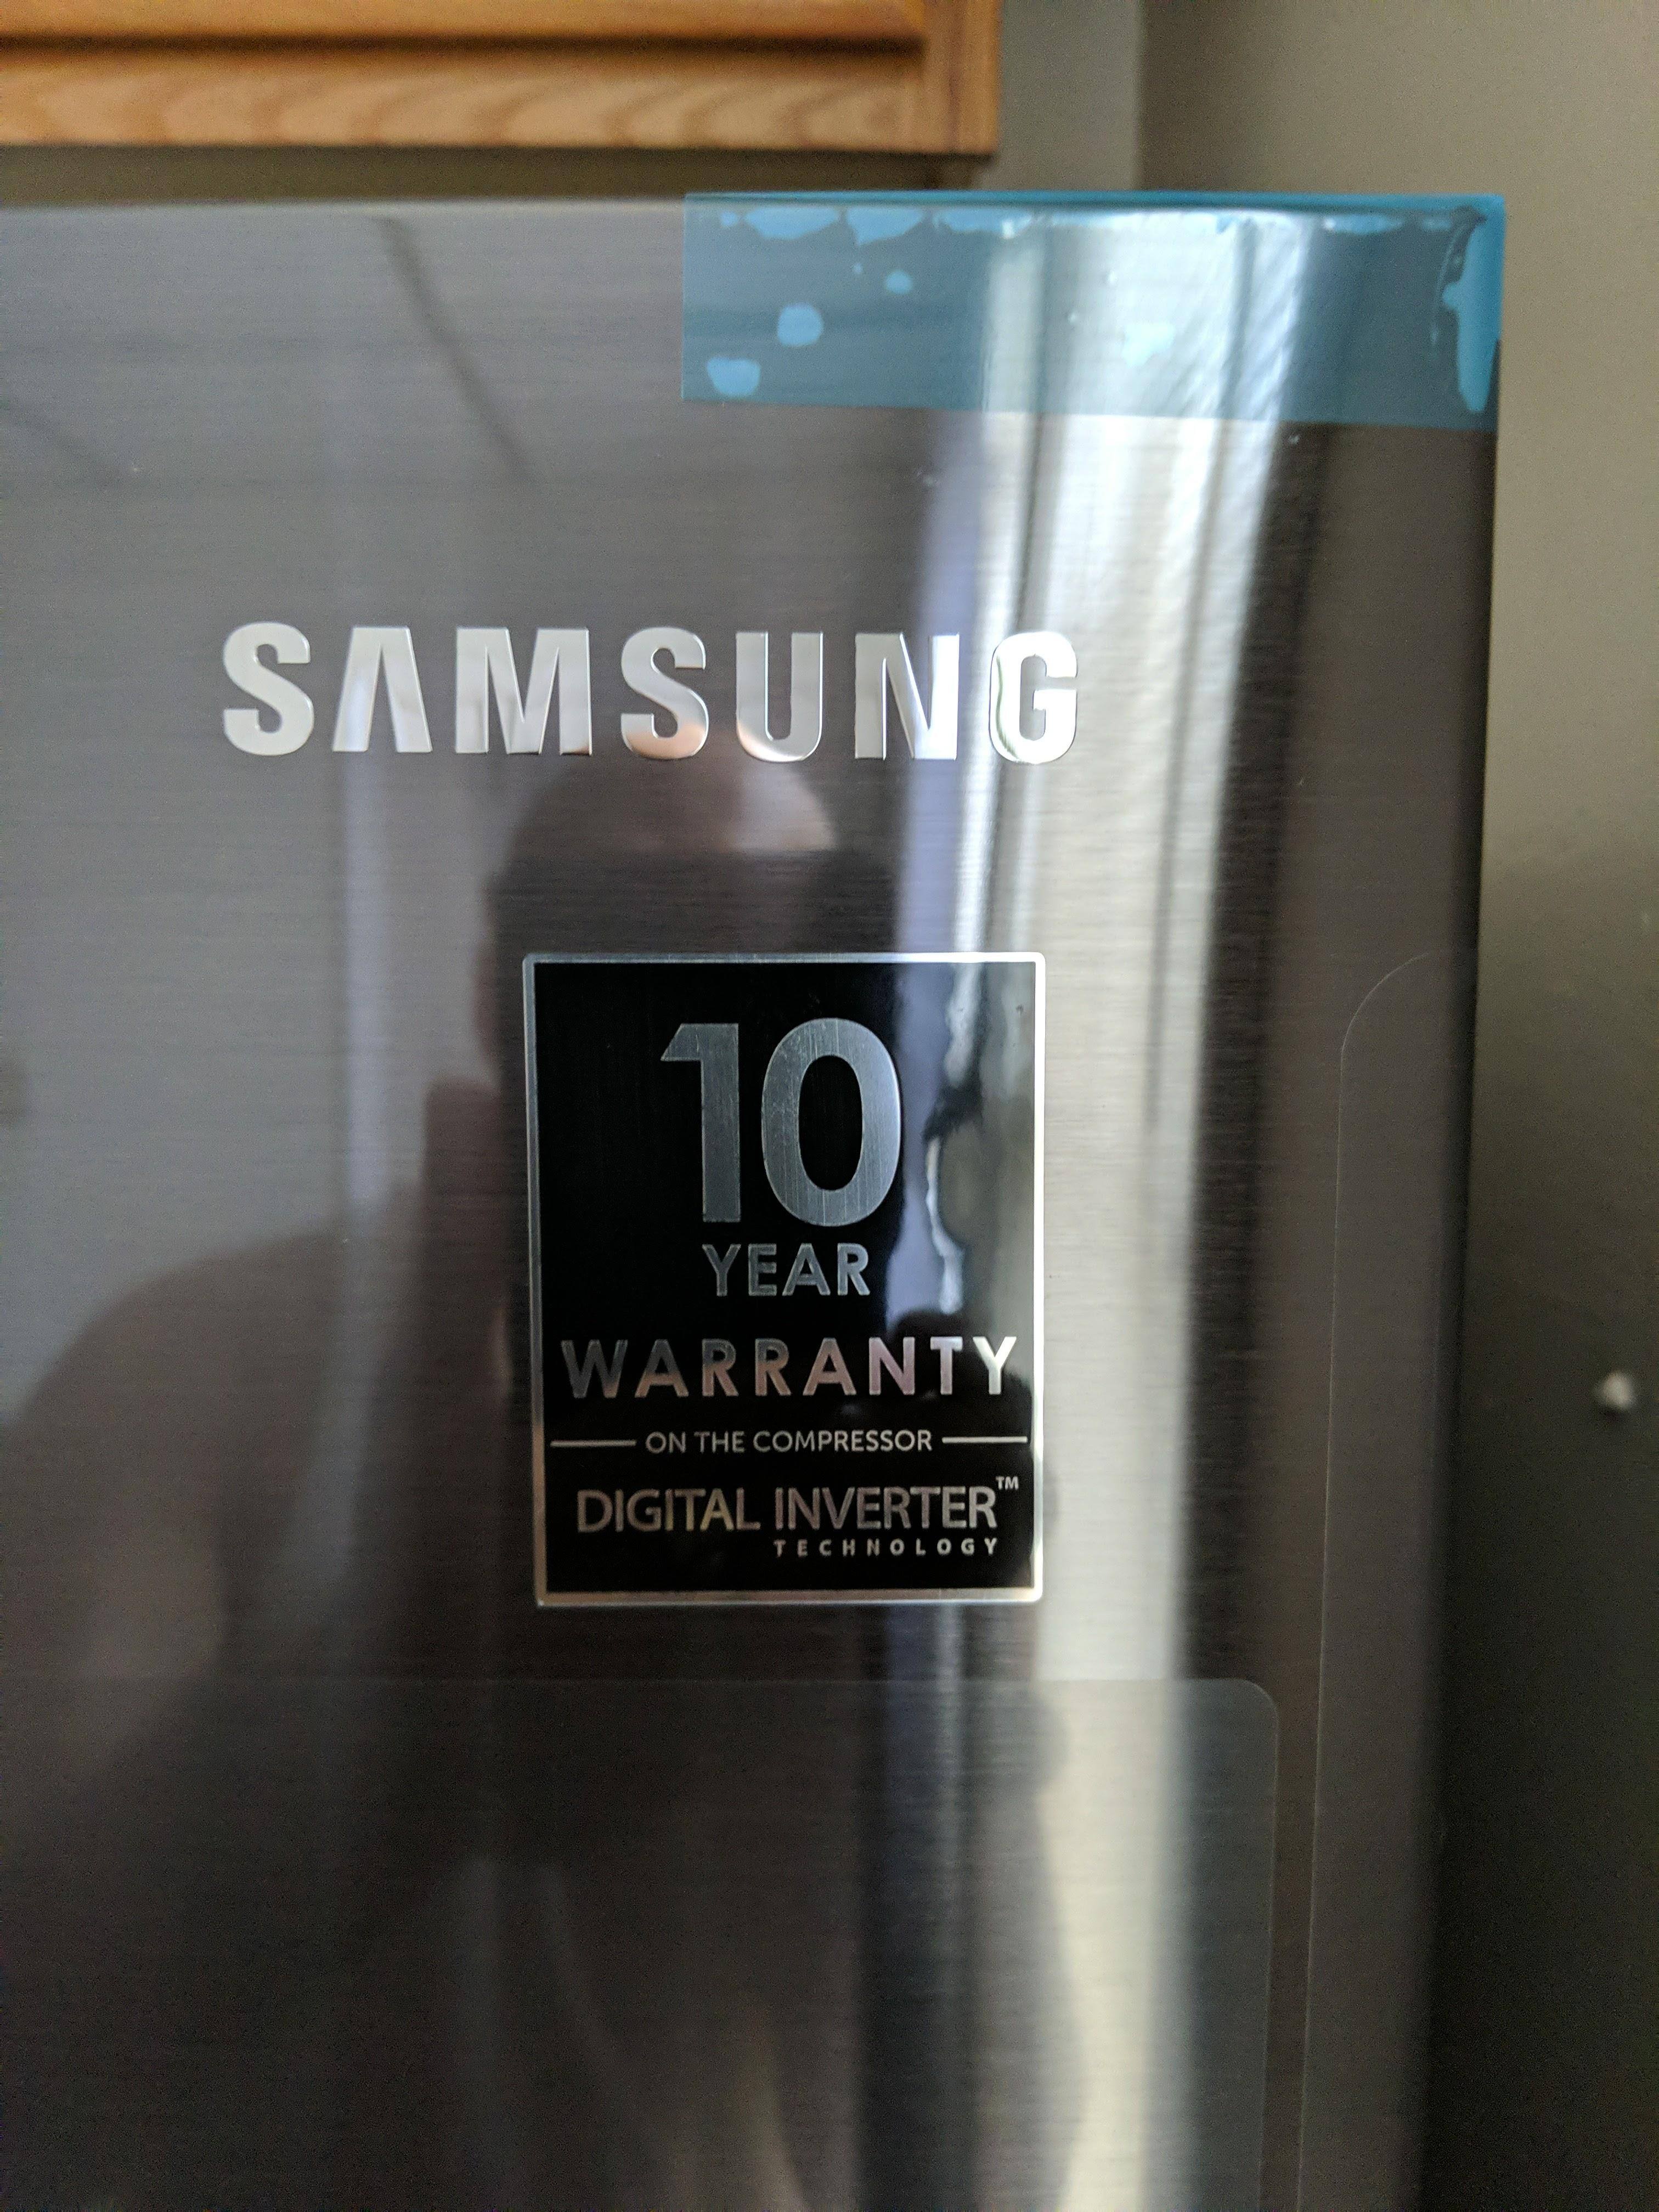 SAMSUNG
10
YEAR
WARRANTY
ON THE COMPRESSOR
DIGITAL INVERTER™
TECHNOLOGY